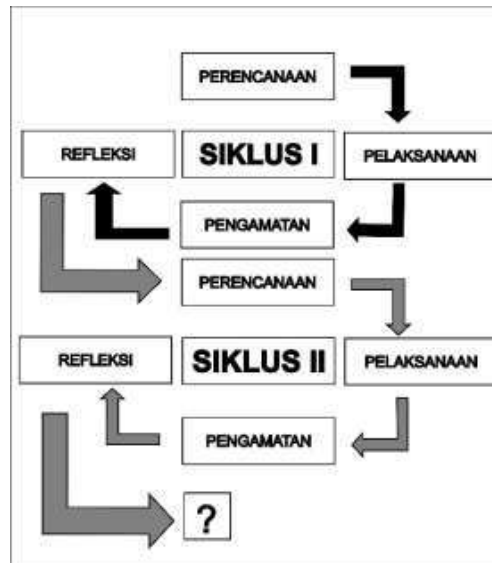 PERENCANAAN
REFLEKSI
SIKLUS I
PELAKSANAAN
PENGAMATAN
PERENCANAAN
REFLEKSI
SIKLUS II
PELAKSANAAN
PENGAMATAN
?